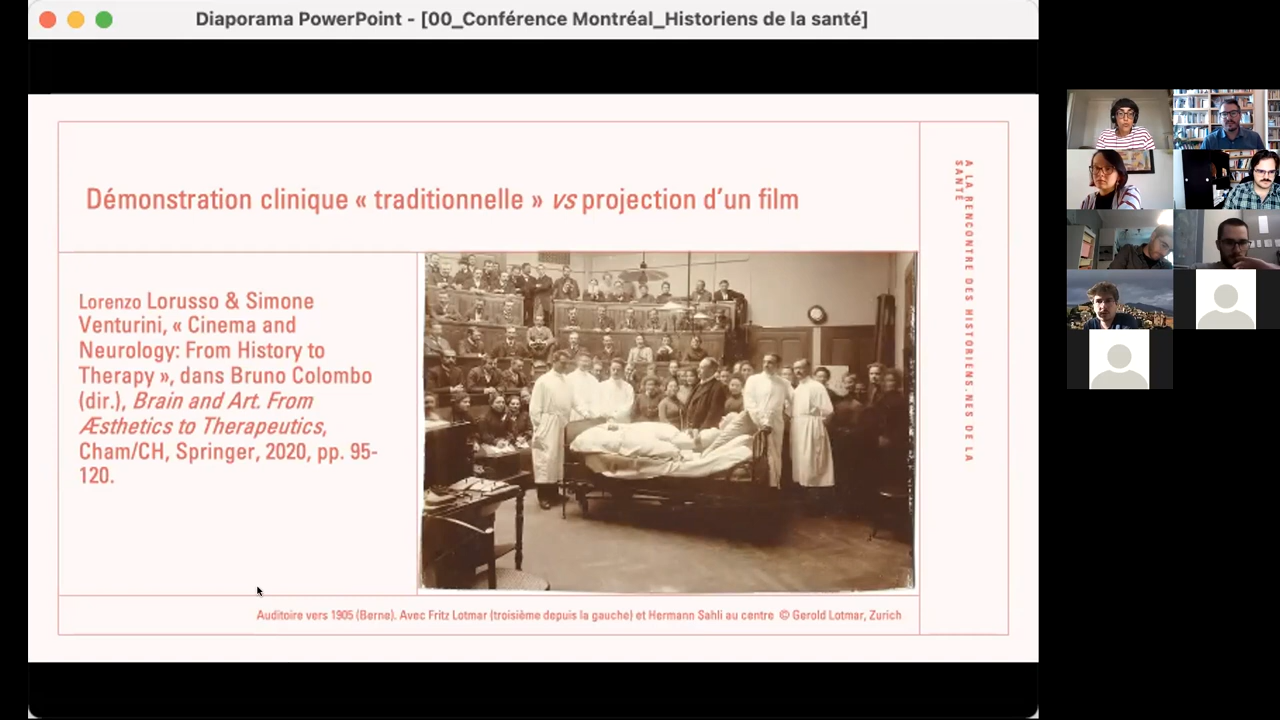 Diaporama PowerPoint - [00_Conférence Montréal_Historiens de la santé]
Démonstration clinique « traditionnelle » vs projection d’un film
Lorenzo Lorusso & Simone
Venturini, « Cinema and
Neurology: From History to
Therapy », dans Bruno Colombo
(dir.), Brain and Art. From
Æsthetics to Therapeutics,
Cham/CH, Springer, 2020, pp. 95-
120.
Auditoire vers 1905 (Berne). Avec Fritz Lotmar (troisième depuis la gauche) et Hermann Sahli au centre © Gerold Lotmar, Zurich
A LA RENCONTRE DES HISTORIENS.NES DE LA
SANTÉ